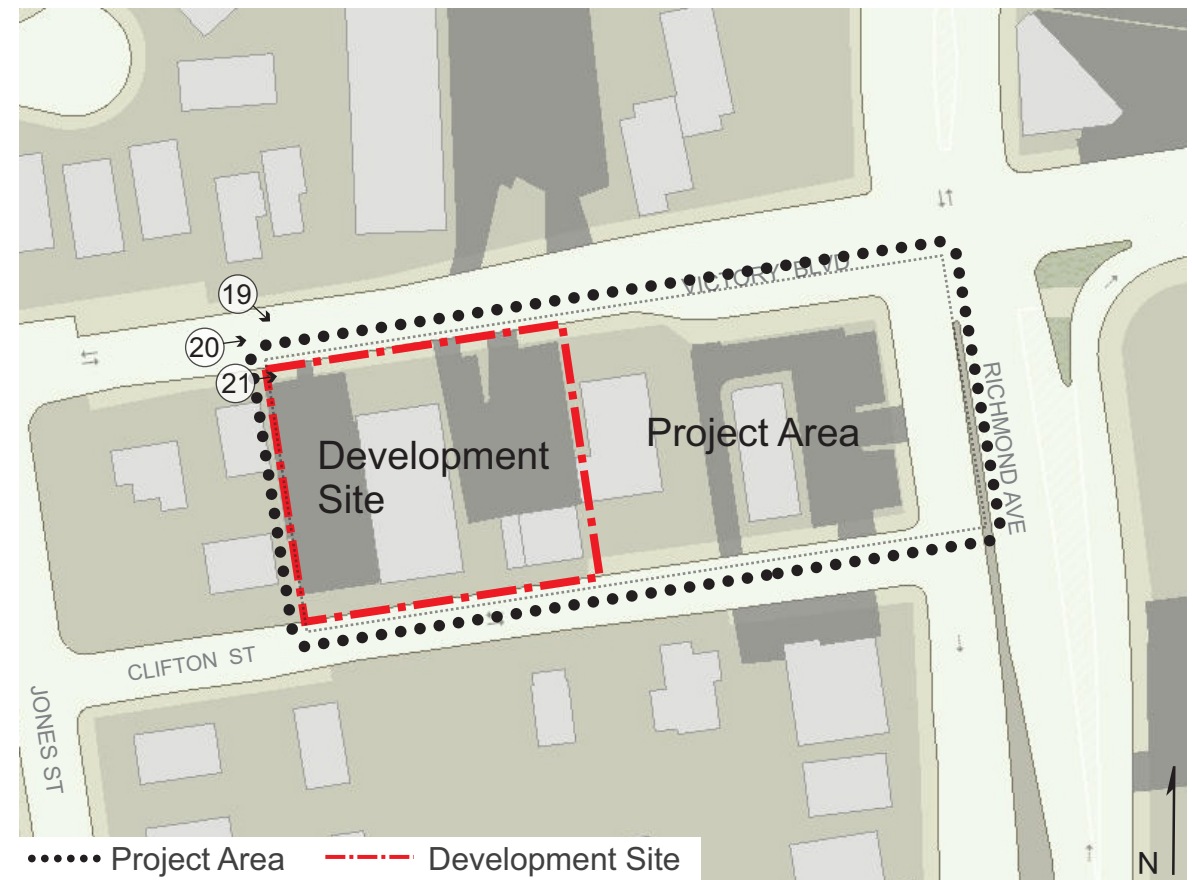 19
20
21
VICTORY BLVD
RICHMOND AVE
Development
Site
Project Area
CLIFTON ST
JONES ST
Project Area
Development Site
N